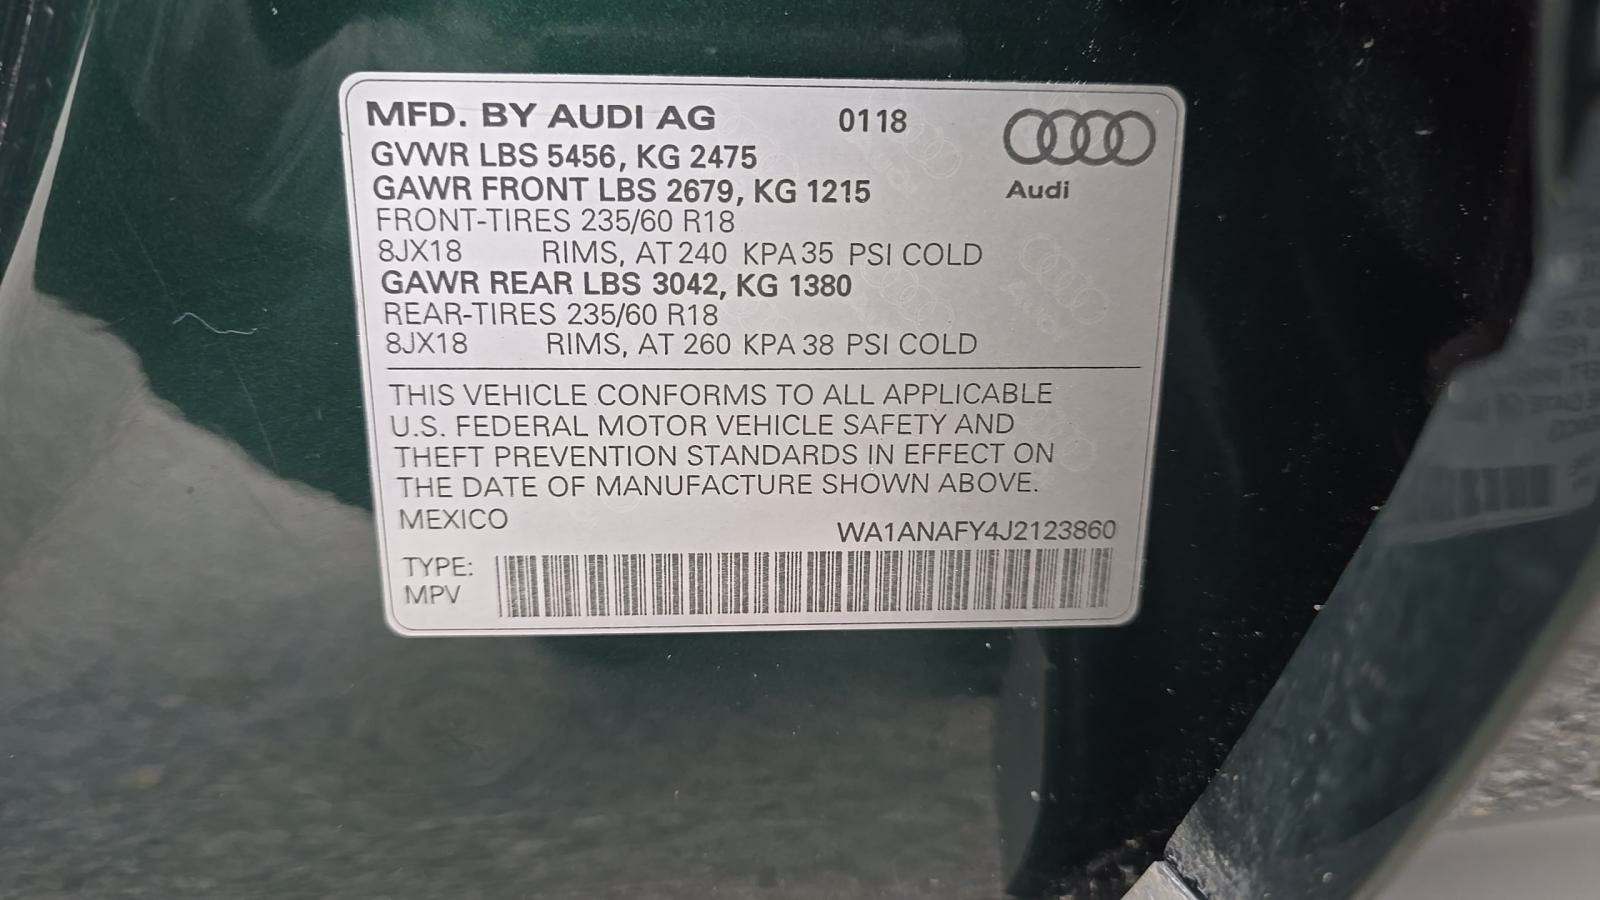 MFD. BY AUDI AG 0118
GVWR LBS 5456, KG 2475
GAWR FRONT LBS 2679, KG 1215
Audi
FRONT-TIRES 235/60 R18
8JX18 RIMS, AT 240 KPA 35 PSI COLD
GAWR REAR LBS 3042, KG 1380
REAR-TIRES 235/60 R18
8JX18 RIMS, AT 260 KPA 38 PSI COLD
THIS VEHICLE CONFORMS TO ALL APPLICABLE
U.S. FEDERAL MOTOR VEHICLE SAFETY AND
THEFT PREVENTION STANDARDS IN EFFECT ON
THE DATE OF MANUFACTURE SHOWN ABOVE.
MEXICO
WA1ANAFY4J2123860
TYPE:
MPV